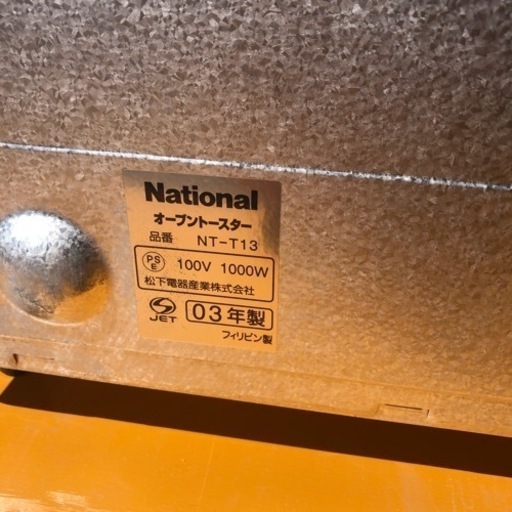 National
オーブントースター
品番 NT-T13
PS E 100V 1000W
松下電器産業株式会社
JET 03年製
フィリピン製